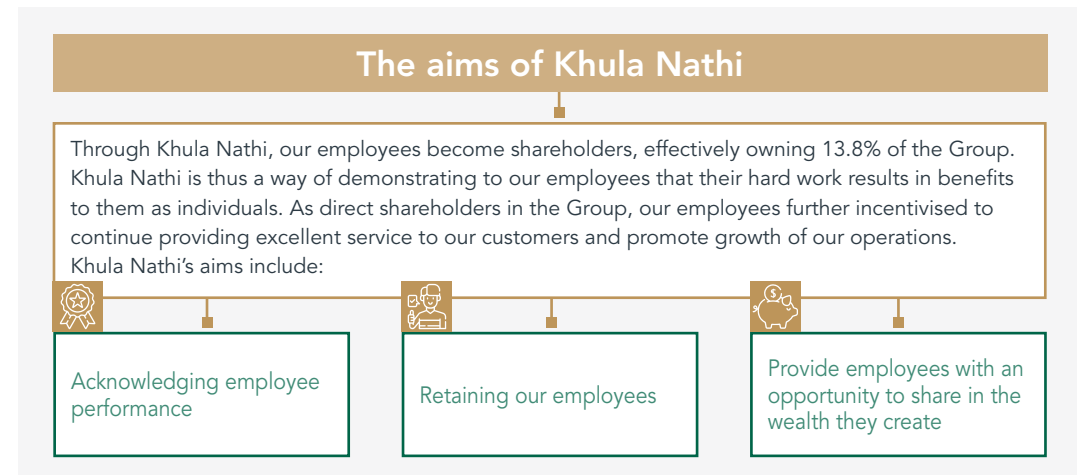 The aims of Khula Nathi
Through Khula Nathi, our employees become shareholders, effectively owning 13.8% of the Group.
Khula Nathi is thus a way of demonstrating to our employees that their hard work results in benefits
to them as individuals. As direct shareholders in the Group, our employees further incentivised to
continue providing excellent service to our customers and promote growth of our operations.
Khula Nathi’s aims include:
Acknowledging employee
performance
Retaining our employees
$
Provide employees with an
opportunity to share in the
wealth they create